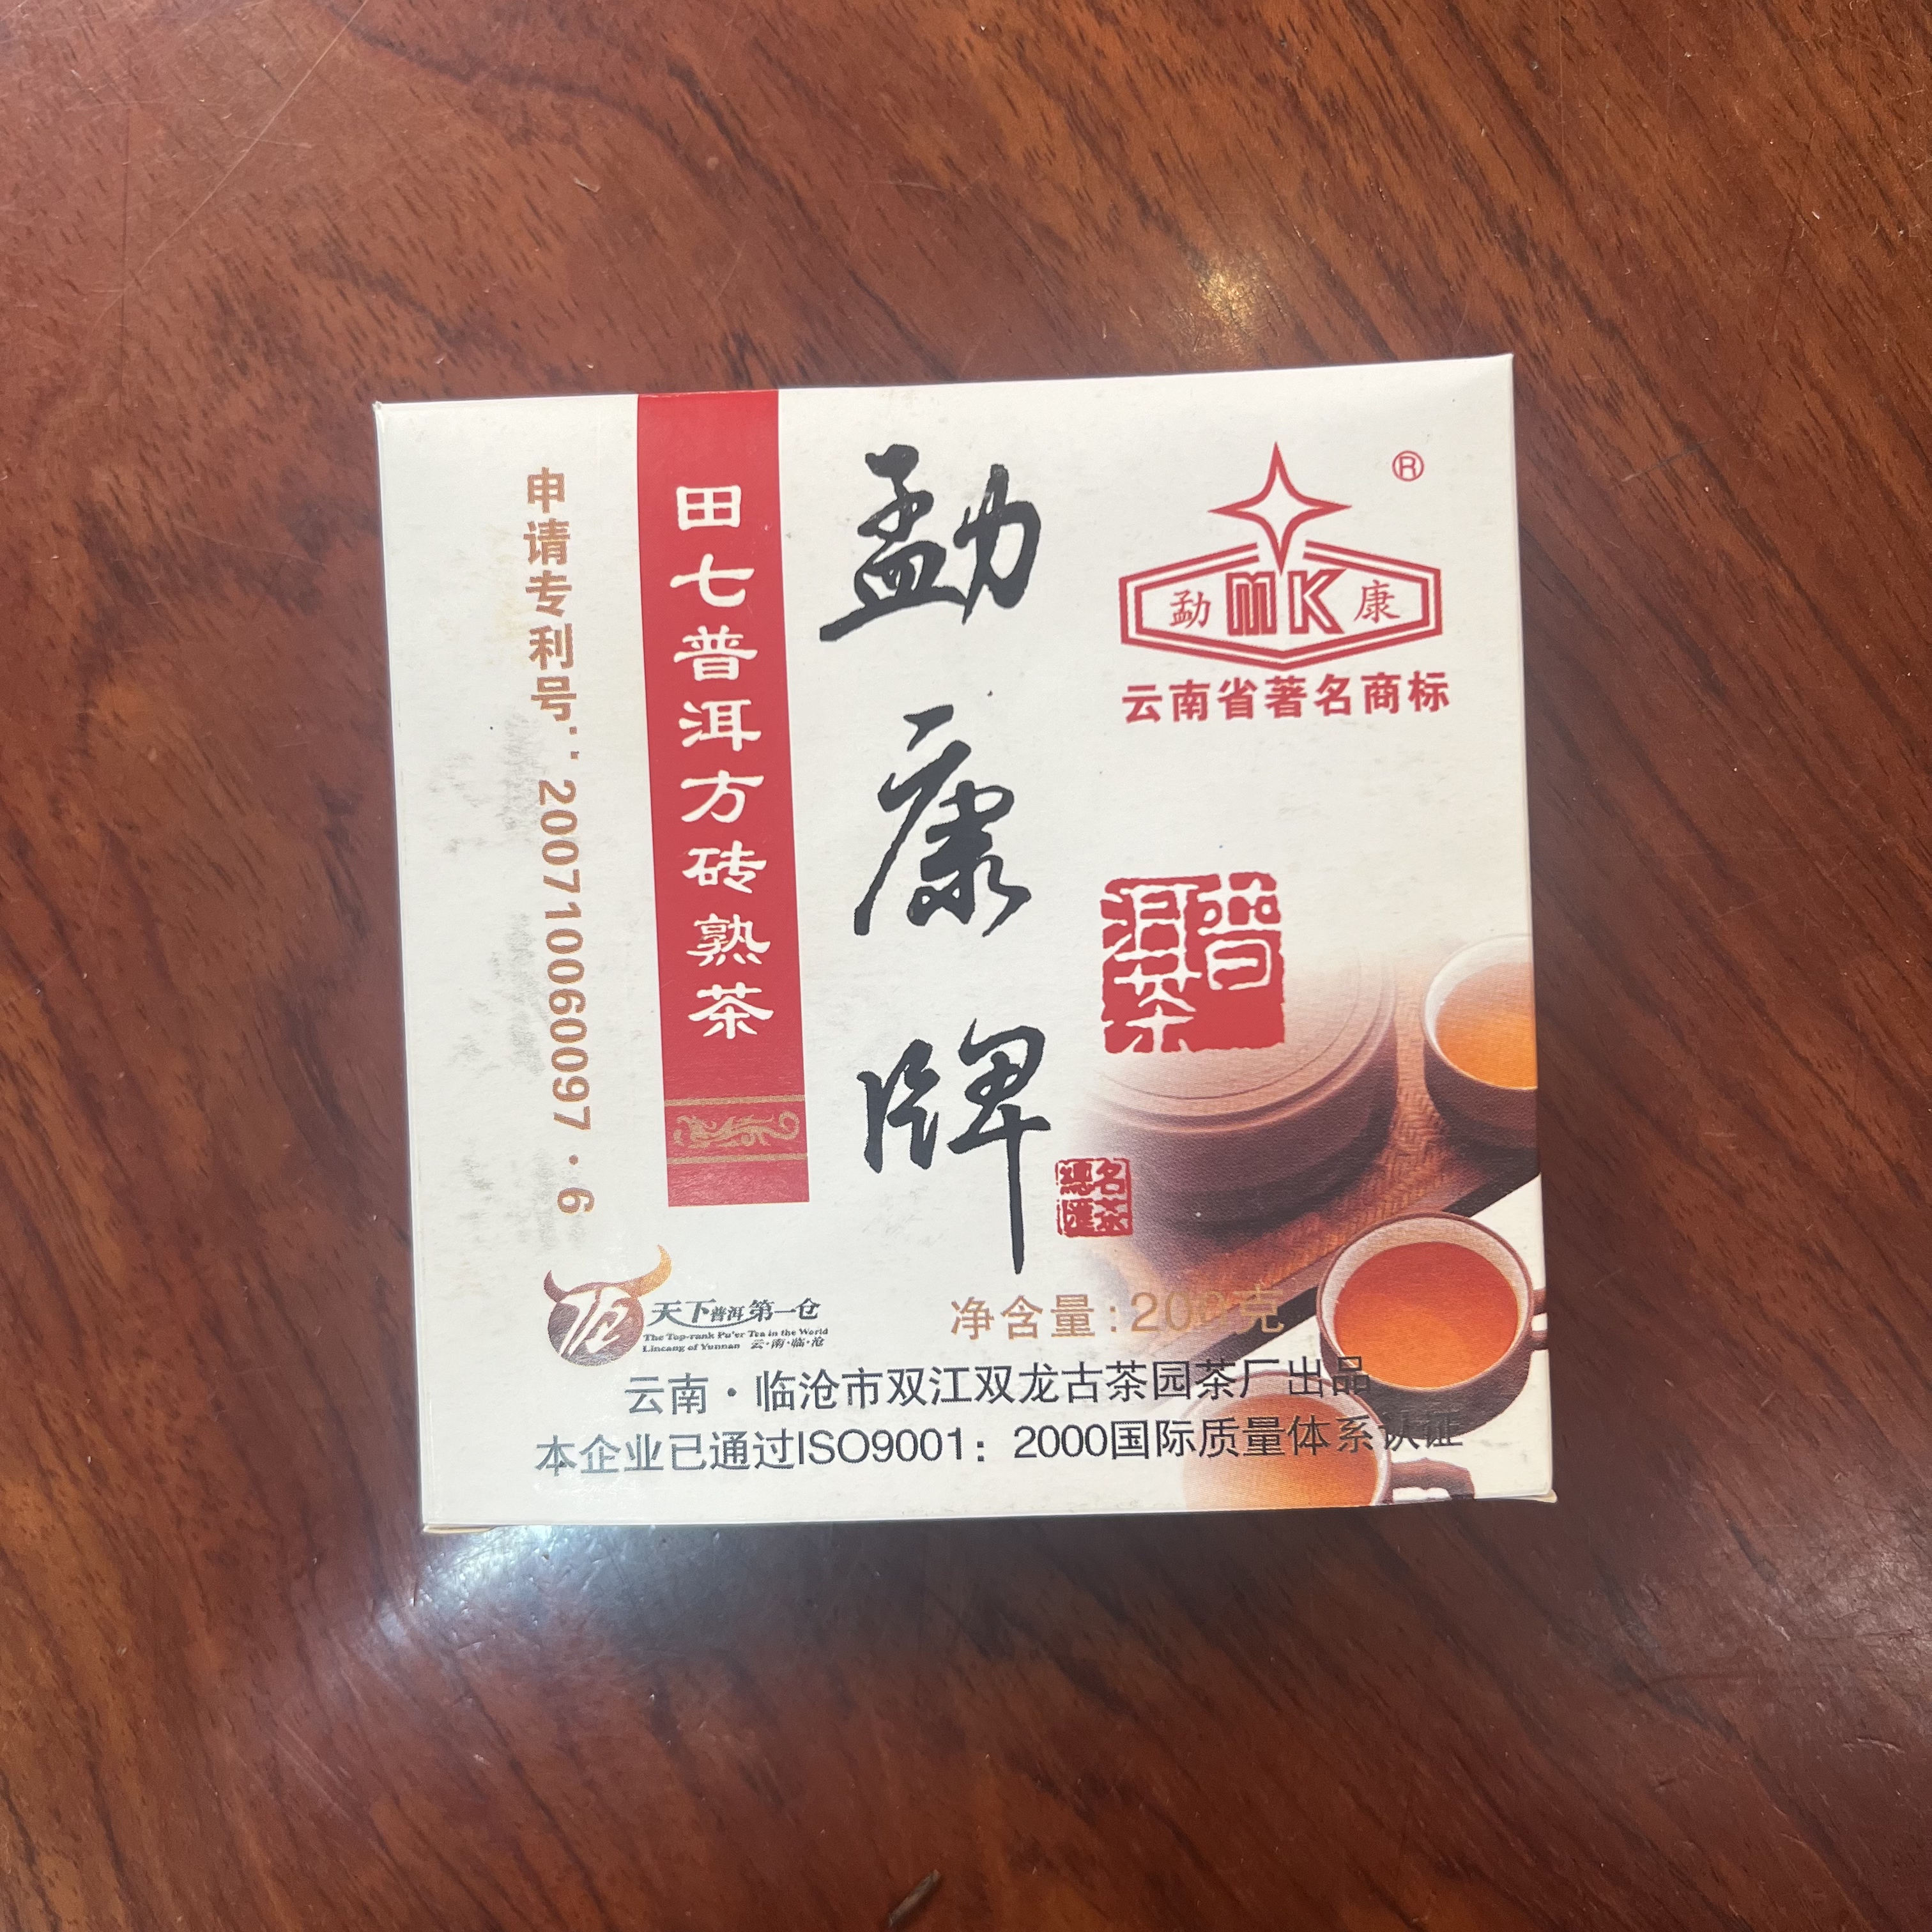 申请专利号：200710060097·6
田七普洱方砖熟茶
勐康牌
®
勐 MK 康
云南省著名商标
普洱茶
名茶
總匯
天下普洱第一仓
The Top-rank Pu'er Tea in the World
Lincang of Yunnan 云·南·临·沧
净含量:200克
云南·临沧市双江双龙古茶园茶厂出品
本企业已通过ISO9001：2000国际质量体系认证